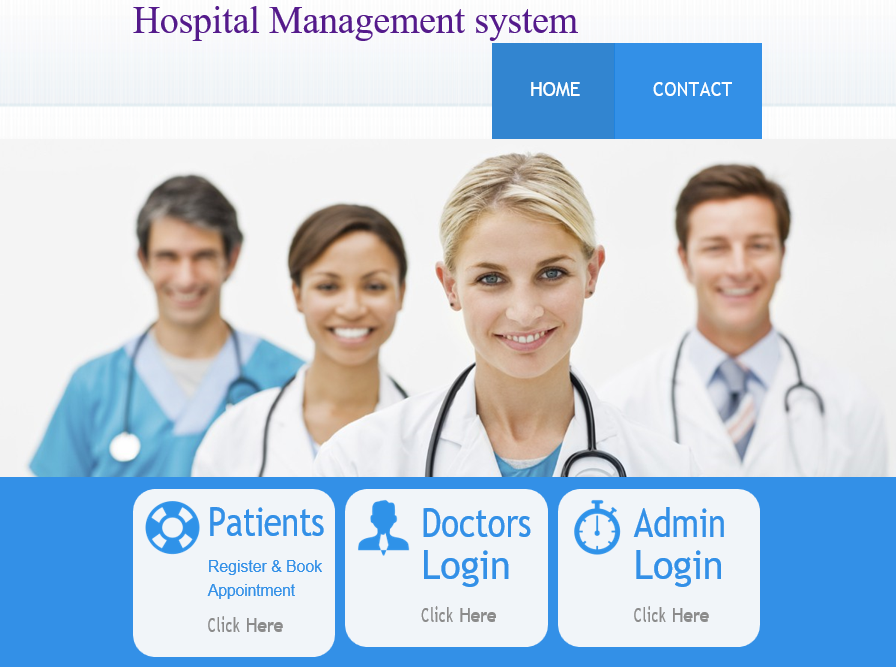 Hospital Management system
HOME
CONTACT
Patients
Register & Book
Appointment
Click Here
Doctors
Login
Click Here
Admin
Login
Click Here